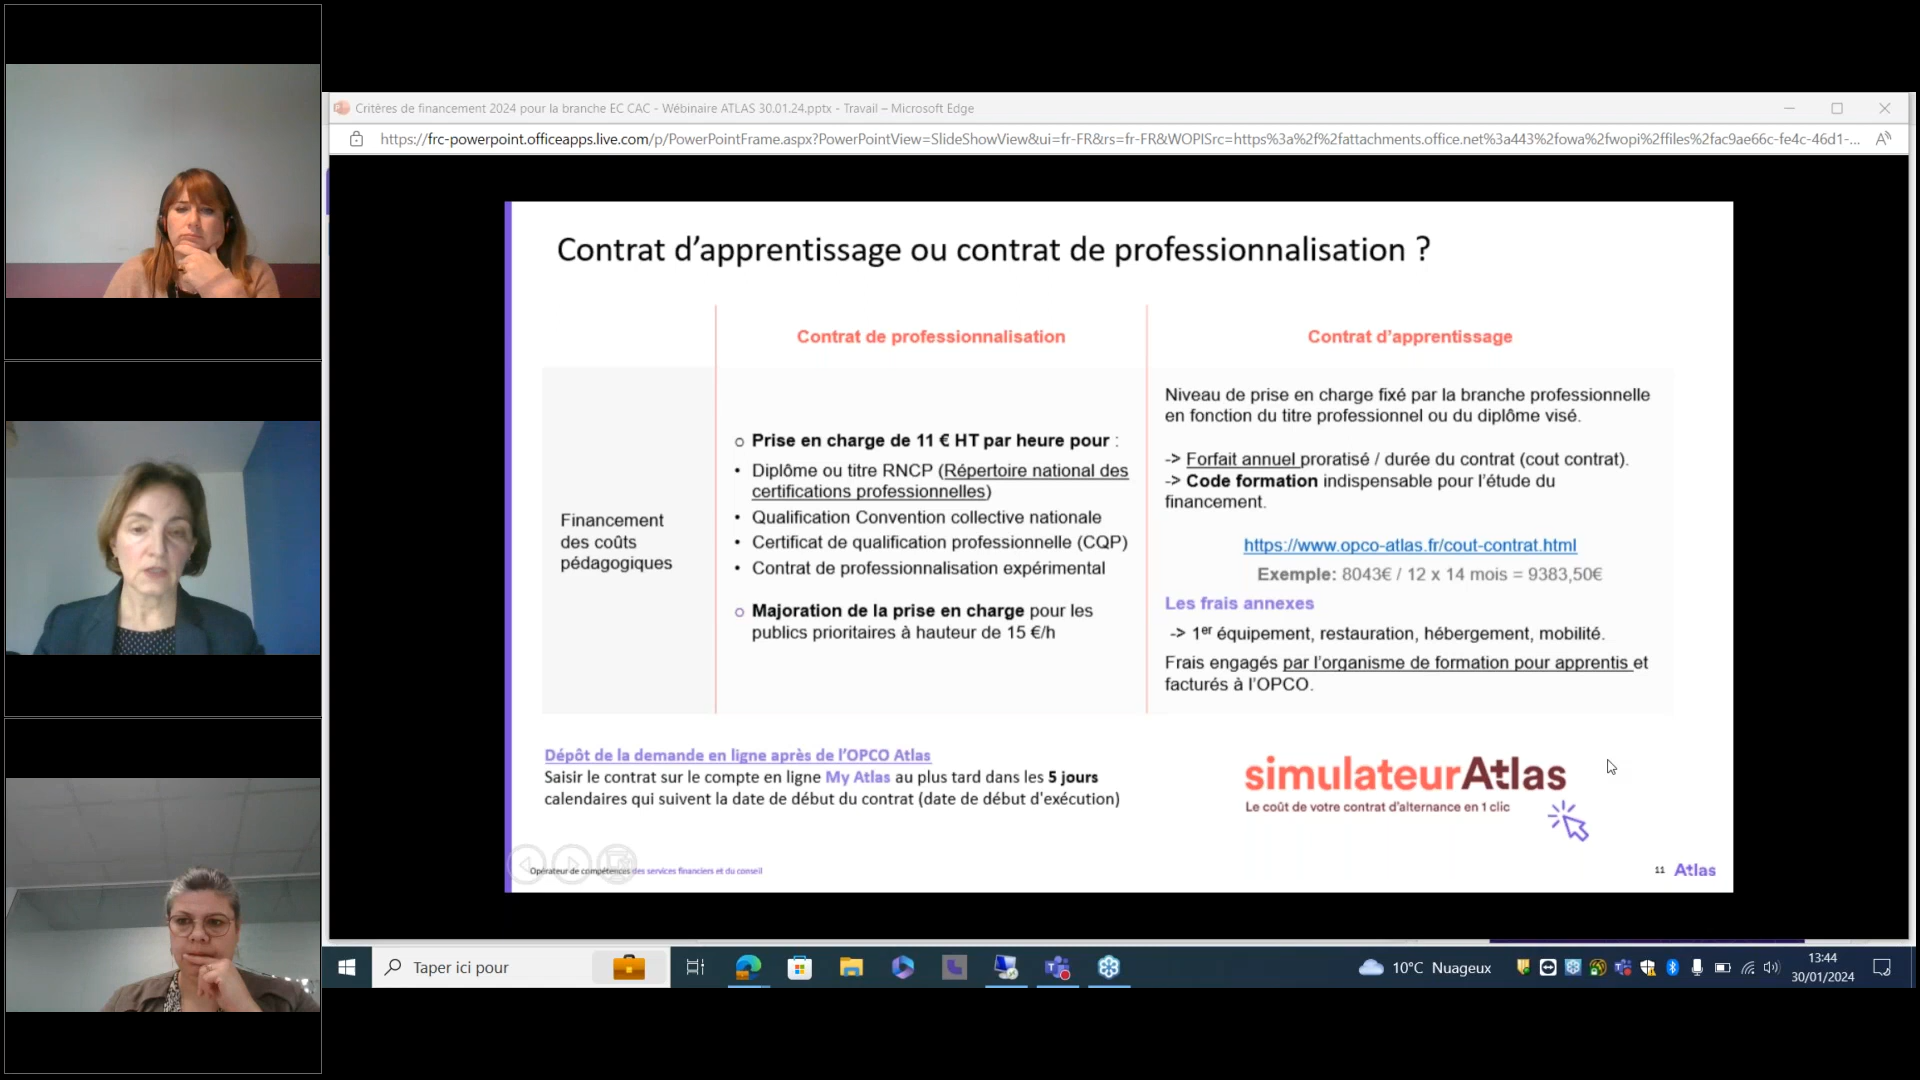 Critères de financement 2024 pour la branche EC CAC - Wébinaire ATLAS 30.01.24.pptx - Travail – Microsoft Edge
https://frc-powerpoint.officeapps.live.com/p/PowerPointFrame.aspx?PowerPointView=SlideShowView&ui=fr-FR&rs=fr-FR&WOPISrc=https%3a%2f%2fattachments.office.net%3a443%2fowa%2fwopi%2ffiles%2fac9ae66c-fe4c-46d1-...
Contrat d’apprentissage ou contrat de professionnalisation ?
Contrat de professionnalisation
Contrat d’apprentissage
Financement
des coûts
pédagogiques
Prise en charge de 11 € HT par heure pour :
• Diplôme ou titre RNCP (Répertoire national des
certifications professionnelles)
• Qualification Convention collective nationale
• Certificat de qualification professionnelle (CQP)
• Contrat de professionnalisation expérimental
Majoration de la prise en charge pour les
publics prioritaires à hauteur de 15 €/h
Niveau de prise en charge fixé par la branche professionnelle
en fonction du titre professionnel ou du diplôme visé.
-> Forfait annuel proratisé / durée du contrat (cout contrat).
-> Code formation indispensable pour l’étude du
financement.
https://www.opco-atlas.fr/cout-contrat.html
Exemple: 8043€ / 12 x 14 mois = 9383,50€
Les frais annexes
-> 1er équipement, restauration, hébergement, mobilité.
Frais engagés par l’organisme de formation pour apprentis et
facturés à l’OPCO.
Dépôt de la demande en ligne après de l’OPCO Atlas
Saisir le contrat sur le compte en ligne My Atlas au plus tard dans les 5 jours
calendaires qui suivent la date de début du contrat (date de début d'exécution)
simulateurAtlas
Le coût de votre contrat d’alternance en 1 clic
Opérateur de compétences des services financiers et du conseil
11 Atlas
Taper ici pour
10°C Nuageux
13:44
30/01/2024